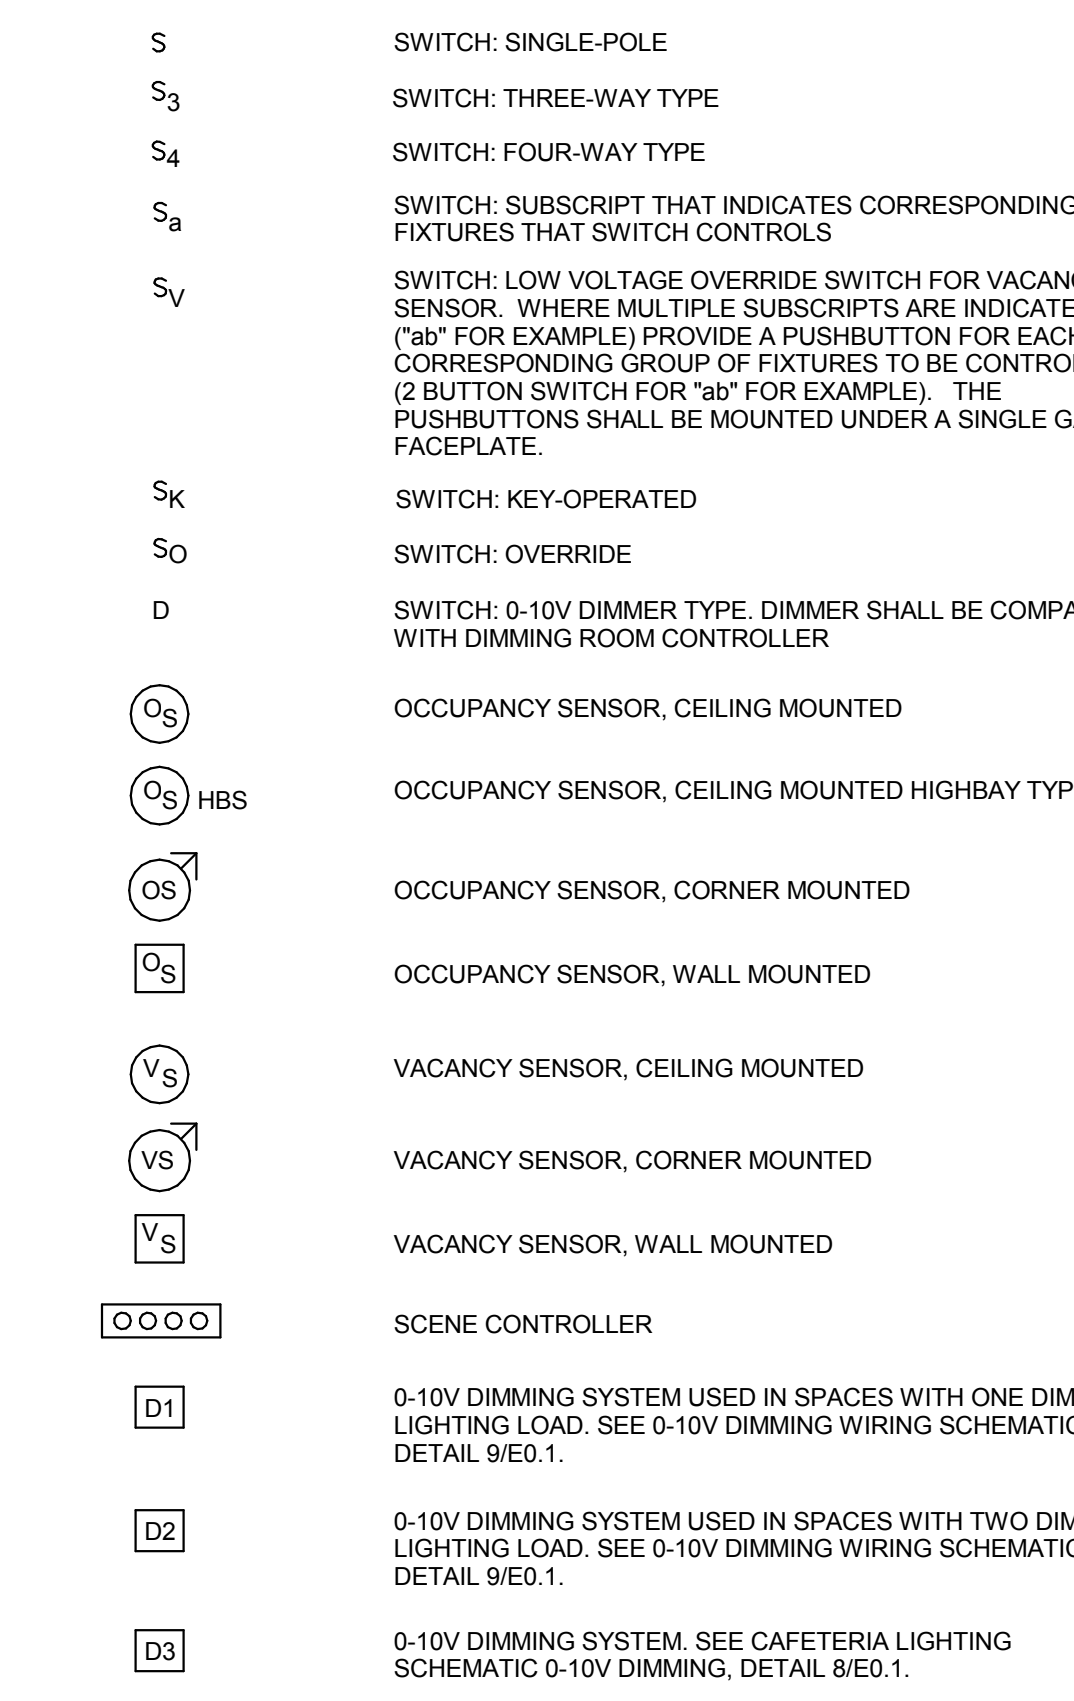 S SWITCH: SINGLE-POLE
S3 SWITCH: THREE-WAY TYPE
S4 SWITCH: FOUR-WAY TYPE
Sa SWITCH: SUBSCRIPT THAT INDICATES CORRESPONDING
FIXTURES THAT SWITCH CONTROLS
SV SWITCH: LOW VOLTAGE OVERRIDE SWITCH FOR
SENSOR. WHERE MULTIPLE SUBSCRIPTS ARE
("ab" FOR EXAMPLE) PROVIDE A PUSHBUTTON FOR EACH
CORRESPONDING GROUP OF FIXTURES TO BE
(2 BUTTON SWITCH FOR "ab" FOR EXAMPLE). THE
PUSHBUTTONS SHALL BE MOUNTED UNDER A SINGLE
FACEPLATE.
SK SWITCH: KEY-OPERATED
SO SWITCH: OVERRIDE
D SWITCH: 0-10V DIMMER TYPE. DIMMER SHALL BE
WITH DIMMING ROOM CONTROLLER
OS OCCUPANCY SENSOR, CEILING MOUNTED
OS HBS OCCUPANCY SENSOR, CEILING MOUNTED HIGHBAY TYP
OS OCCUPANCY SENSOR, CORNER MOUNTED
OS OCCUPANCY SENSOR, WALL MOUNTED
VS VACANCY SENSOR, CEILING MOUNTED
VS VACANCY SENSOR, CORNER MOUNTED
VS VACANCY SENSOR, WALL MOUNTED
SCENE CONTROLLER
D1 0-10V DIMMING SYSTEM USED IN SPACES WITH ONE
LIGHTING LOAD. SEE 0-10V DIMMING WIRING
DETAIL 9/E0.1.
D2 0-10V DIMMING SYSTEM USED IN SPACES WITH TWO
LIGHTING LOAD. SEE 0-10V DIMMING WIRING
DETAIL 9/E0.1.
D3 0-10V DIMMING SYSTEM. SEE CAFETERIA LIGHTING
SCHEMATIC 0-10V DIMMING, DETAIL 8/E0.1.